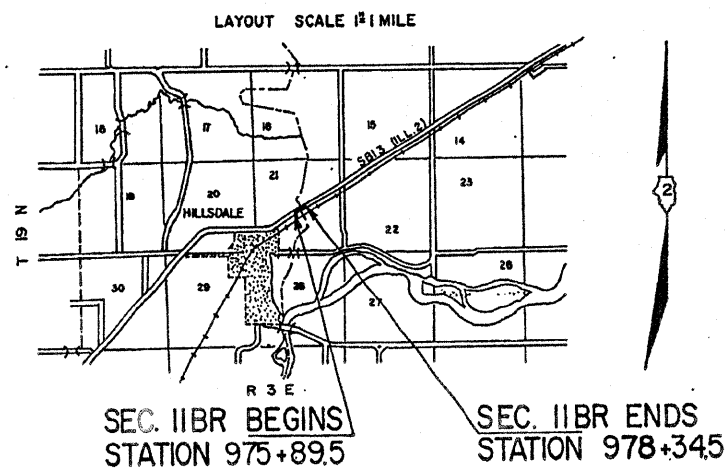 LAYOUT SCALE 1"=1 MILE
18
17
16
15
14
SBI 3 (ILL. 2)
19
20
21
22
23
HILLSDALE
T 19 N
2
30
29
28
27
26
R 3 E
SEC. 11BR BEGINS
STATION 975+89.5
SEC. 11BR ENDS
STATION 978+34.5